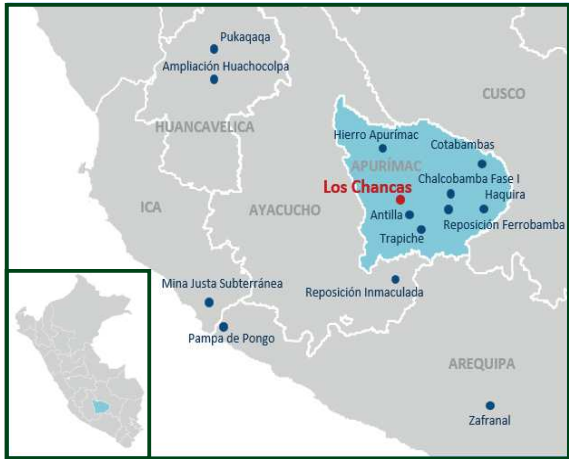 Pukaqaqa
Ampliación Huachocolpa
CUSCO
HUANCAVELICA
Hierro Apurímac
Cotabambas
APURÍMAC
Chalcobamba Fase I
Los Chancas
Haquira
ICA
AYACUCHO
Antilla
Reposición Ferrobamba
Trapiche
Mina Justa Subterránea
Reposición Inmaculada
Pampa de Pongo
AREQUIPA
Zafranal